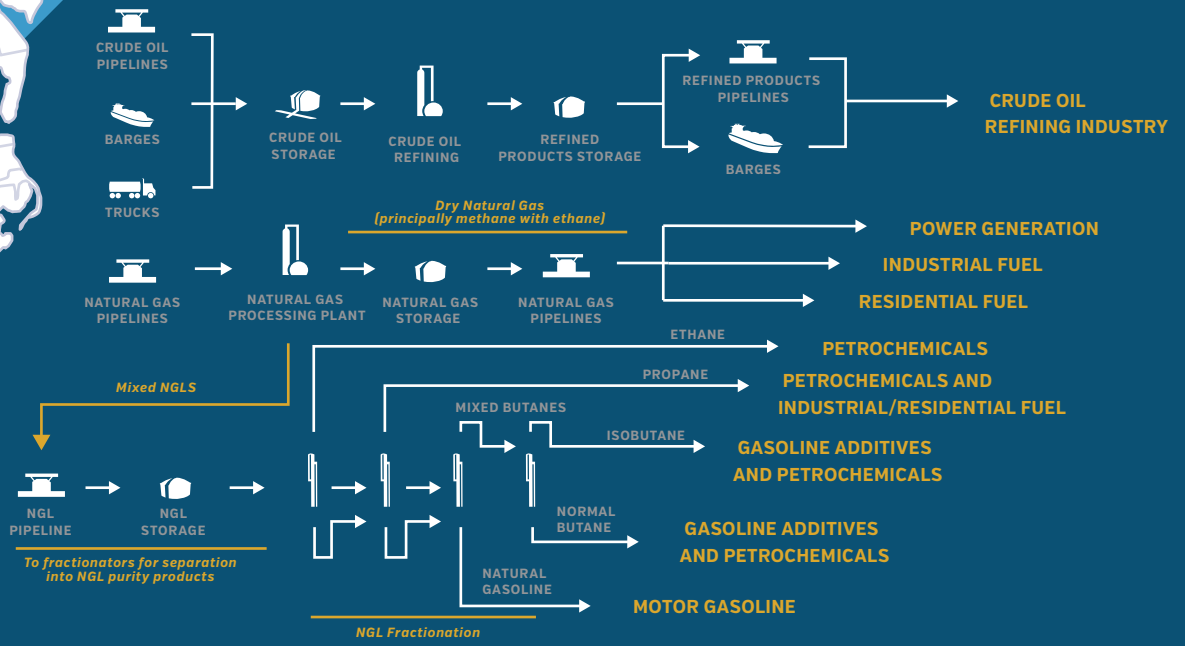 CRUDE OIL
PIPELINES
BARGES
TRUCKS
CRUDE OIL
STORAGE
CRUDE OIL
REFINING
REFINED
PRODUCTS STORAGE
REFINED PRODUCTS
PIPELINES
BARGES
CRUDE OIL
REFINING INDUSTRY
Dry Natural Gas
(principally methane with ethane)
NATURAL GAS
PIPELINES
NATURAL GAS
PROCESSING PLANT
NATURAL GAS
STORAGE
NATURAL GAS
PIPELINES
POWER GENERATION
INDUSTRIAL FUEL
RESIDENTIAL FUEL
ETHANE
PETROCHEMICALS
PROPANE
PETROCHEMICALS AND
INDUSTRIAL/RESIDENTIAL FUEL
Mixed NGLS
MIXED BUTANES
ISOBUTANE
GASOLINE ADDITIVES
AND PETROCHEMICALS
NGL
PIPELINE
NGL
STORAGE
To fractionators for separation
into NGL purity products
NORMAL
BUTANE
GASOLINE ADDITIVES
AND PETROCHEMICALS
NATURAL
GASOLINE
MOTOR GASOLINE
NGL Fractionation